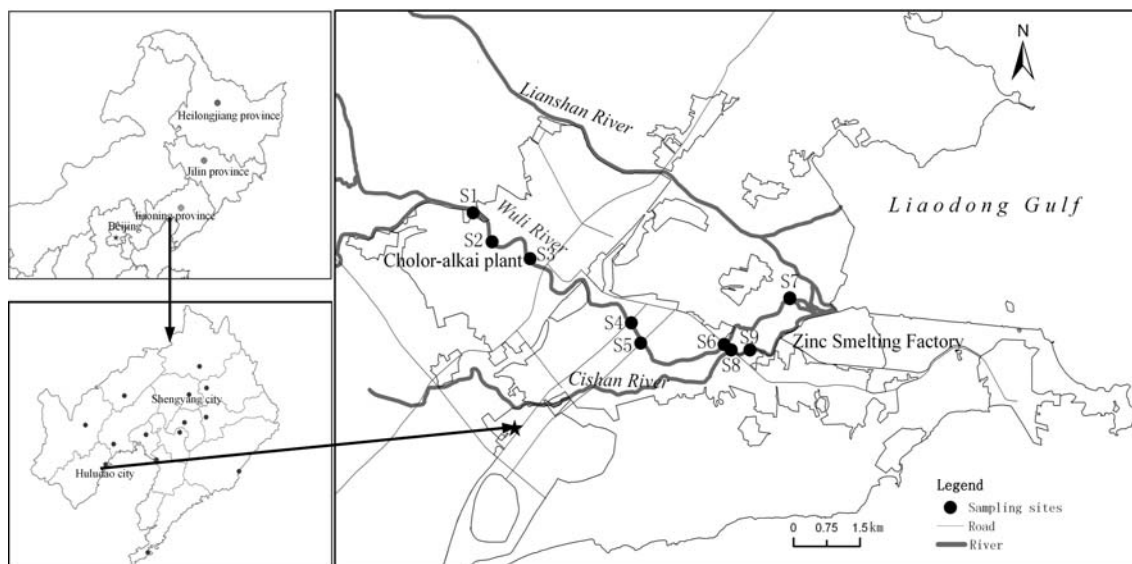 Heilongjiang province
Jilin province
liaoning province
Beijing
Shengyang city
Huludao city
N
Lianshan River
Liaodong Gulf
S1
Wuli River
S2
S3
Cholor-alkai plant
S7
S4
S5
S6
S9
S8
Zinc Smelting Factory
Cishan River
Legend
Sampling sites
Road
River
0 0.75 1.5km